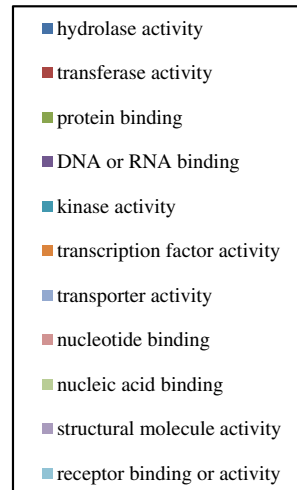 hydrolase activity
transferase activity
protein binding
DNA or RNA binding
kinase activity
transcription factor activity
transporter activity
nucleotide binding
nucleic acid binding
structural molecule activity
receptor binding or activity